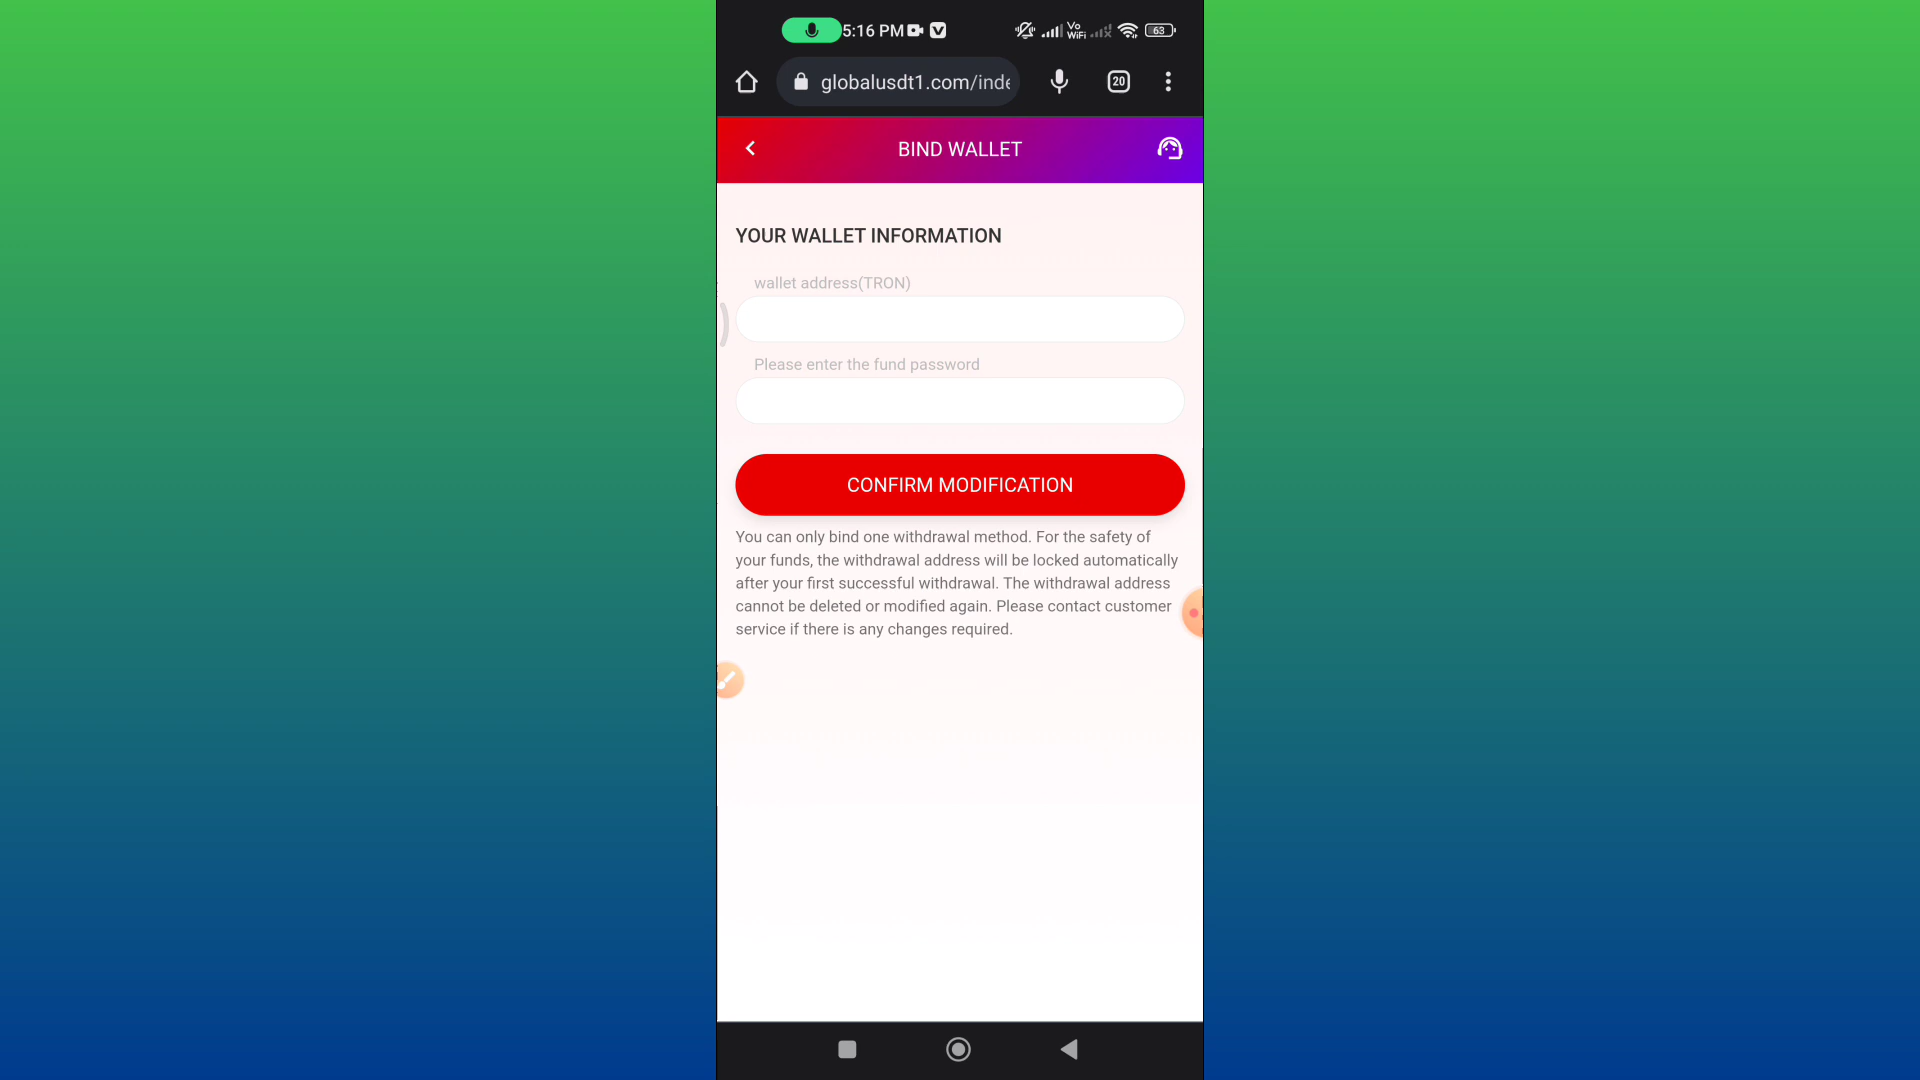 5:16 PM
Vo
WiFi
63
globalusdt1.com/inde
20
BIND WALLET
YOUR WALLET INFORMATION
wallet address(TRON)
Please enter the fund password
CONFIRM MODIFICATION
You can only bind one withdrawal method. For the safety of
your funds, the withdrawal address will be locked automatically
after your first successful withdrawal. The withdrawal address
cannot be deleted or modified again. Please contact customer
service if there is any changes required.